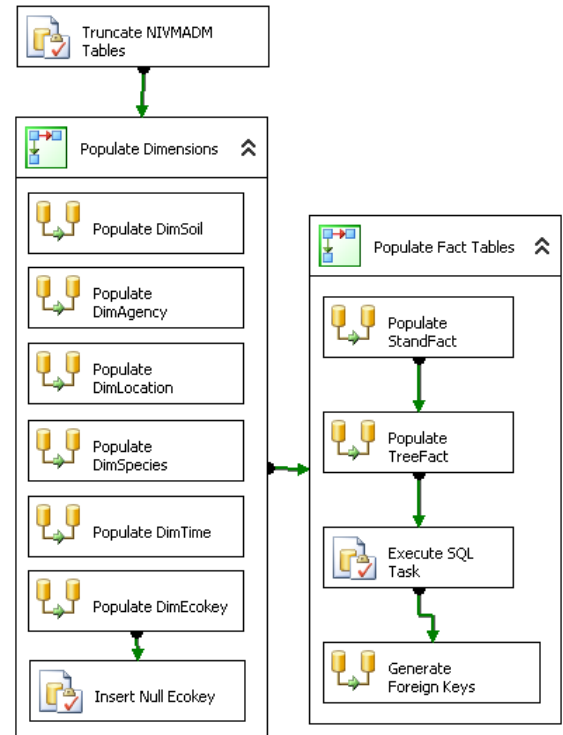 Truncate NIVMADM
Tables
Populate Dimensions
Populate DimSoil
Populate
DimAgency
Populate
DimLocation
Populate
DimSpecies
Populate DimTime
Populate DimEcokey
Insert Null Ecokey
Populate Fact Tables
Populate
StandFact
Populate
TreeFact
Execute SQL
Task
Generate
Foreign Keys